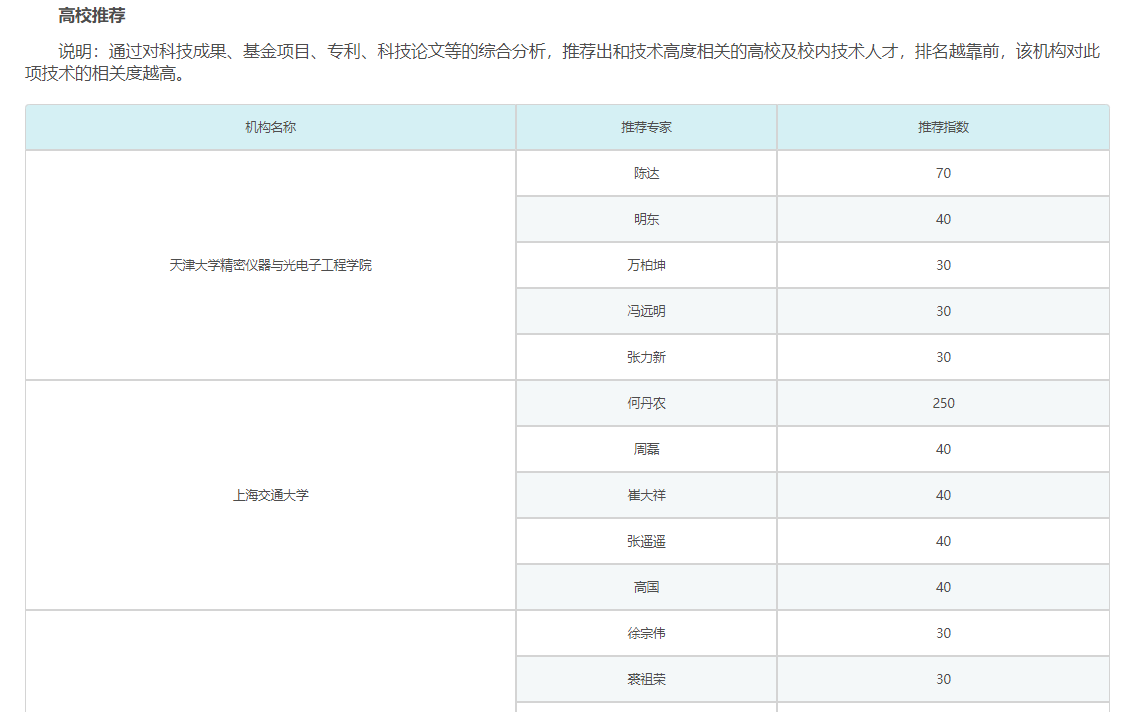 高校推荐
说明：通过对科技成果、基金项目、专利、科技论文等的综合分析，推荐出和技术高度相关的高校及校内技术人才，排名越靠前，该机构对此
项技术的相关度越高。
机构名称 推荐专家 推荐指数
天津大学精密仪器与光电子工程学院
陈达 70
明东 40
万柏坤 30
冯远明 30
张力新 30
上海交通大学
何丹农 250
周磊 40
崔大祥 40
张遥遥 40
高国 40
徐宗伟 30
裘祖荣 30